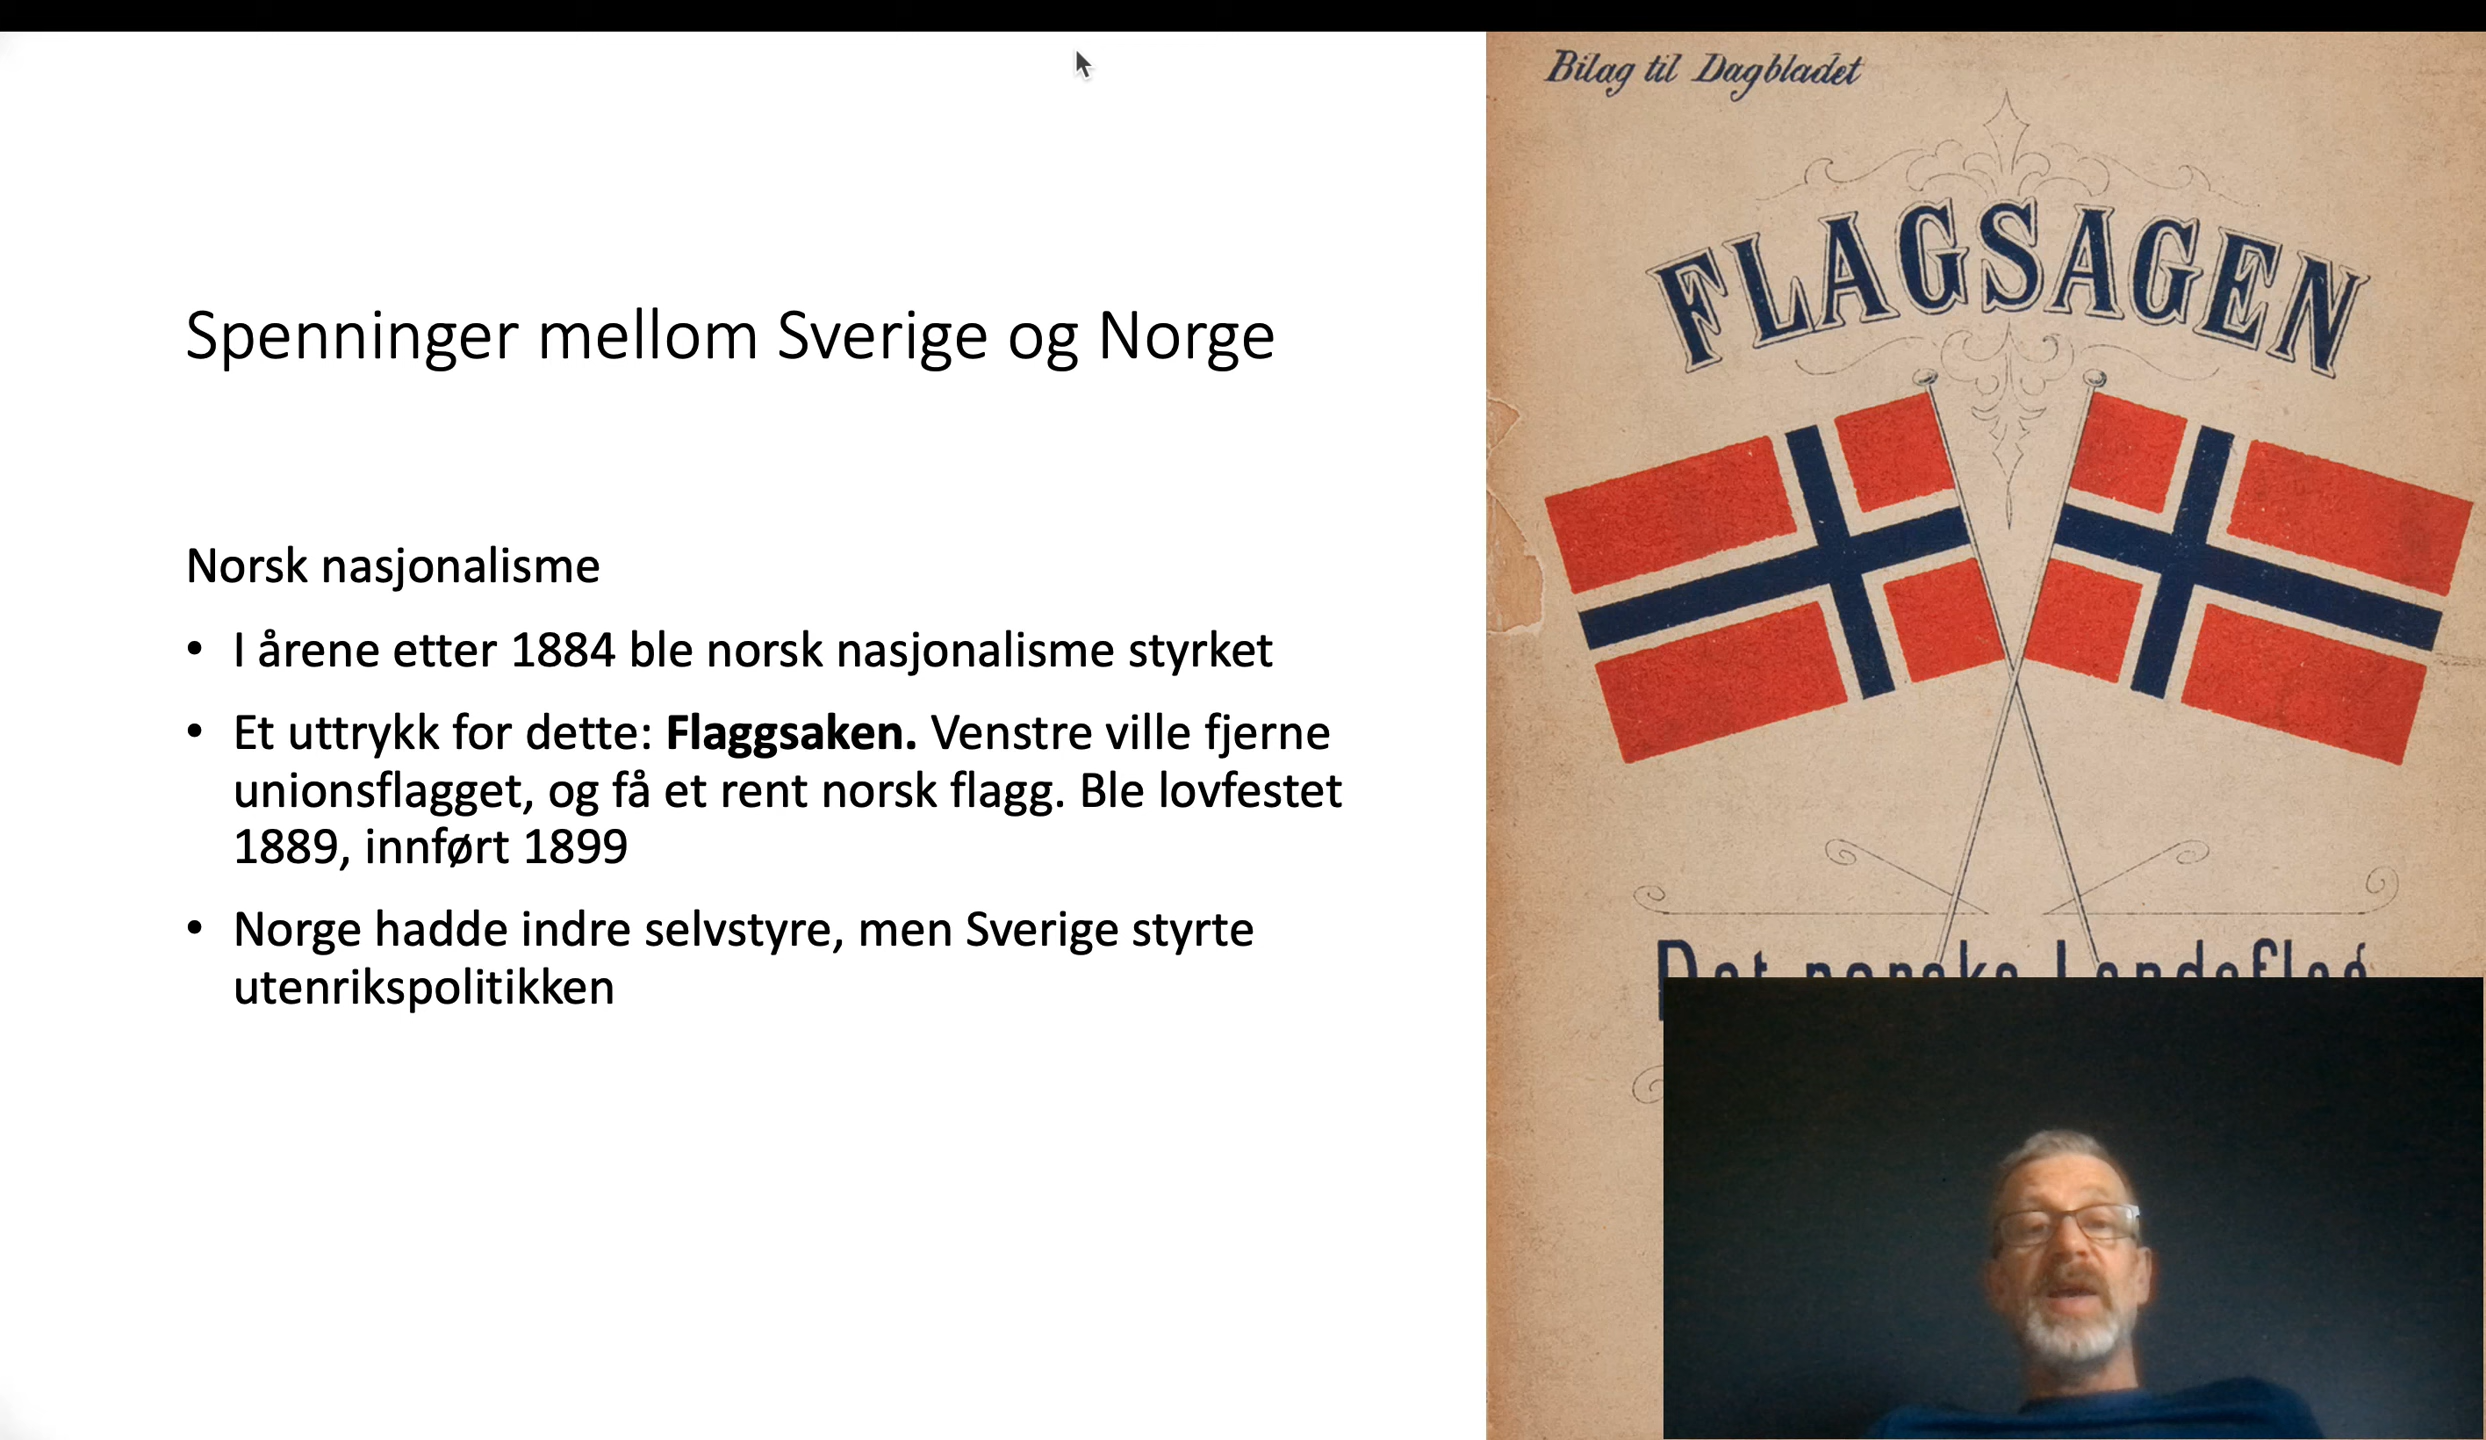 Spenninger mellom Sverige og Norge
Norsk nasjonalisme
• I årene etter 1884 ble norsk nasjonalisme styrket
• Et uttrykk for dette: Flaggsaken. Venstre ville fjerne
unionsflagget, og få et rent norsk flagg. Ble lovfestet
1889, innført 1899
• Norge hadde indre selvstyre, men Sverige styrte
utenrikspolitikken
Bilag til Dagbladet
FLAGSAGEN
Det norske Landsflag